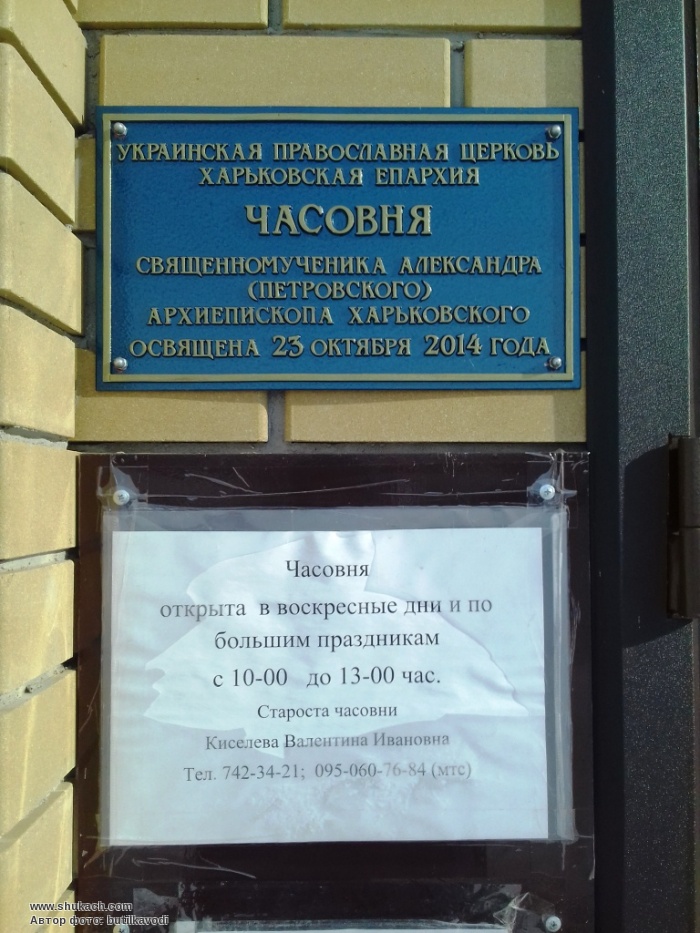 УКРАИНСКАЯ ПРАВОСЛАВНАЯ ЦЕРКОВЬ
ХАРЬКОВСКАЯ ЕПАРХИЯ
ЧАСОВНЯ
СВЯЩЕННОМУЧЕНИКА АЛЕКСАНДРА
(ПЕТРОВСКОГО)
АРХИЕПИСКОПА ХАРЬКОВСКОГО
ОСВЯЩЕНА 23 ОКТЯБРЯ 2014 ГОДА
Часовня
открыта в воскресные дни и по
большим праздникам
с 10-00 до 13-00 час.
Староста часовни
Киселева Валентина Ивановна
Тел. 742-34-21; 095-060-76-84 (мтс)
www.shukach.com
Автор фото: butilkavodi